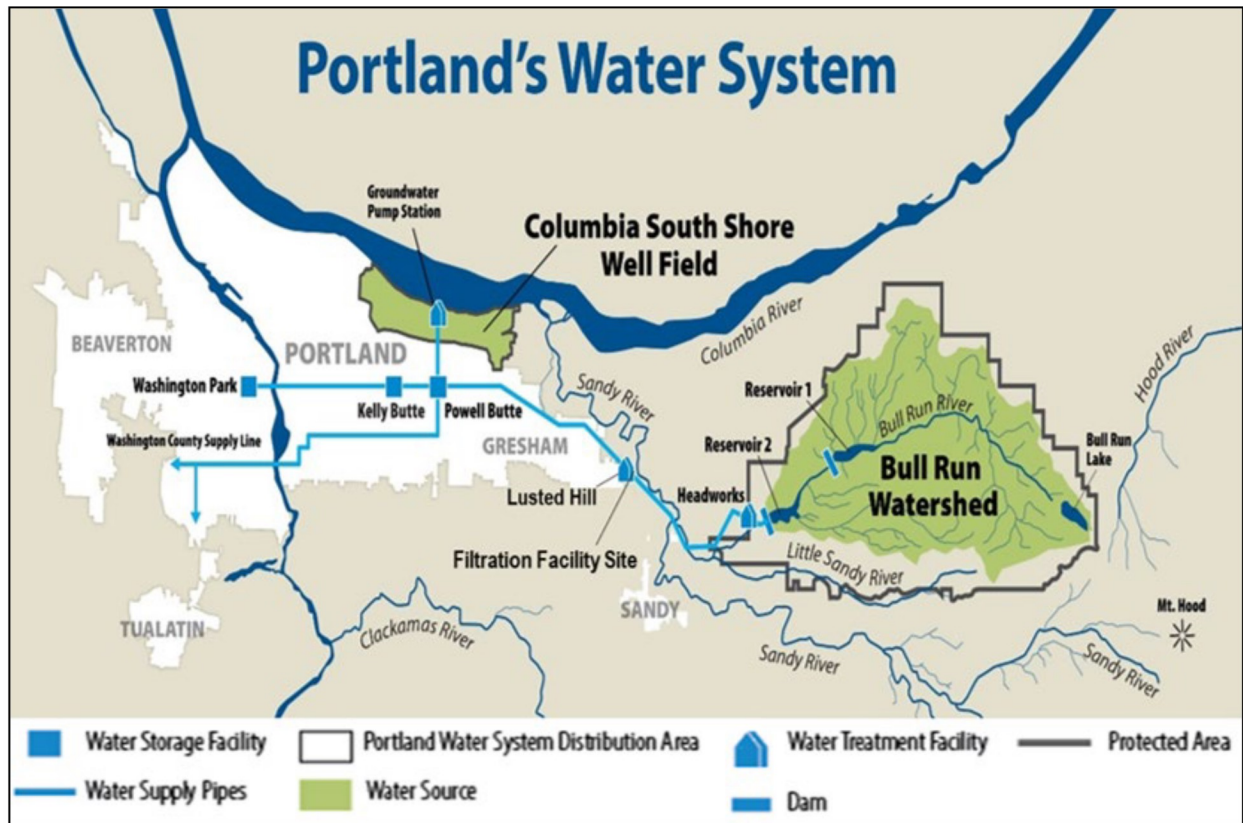 Portland's Water System
Groundwater
Pump Station
Columbia South Shore
Well Field
Columbia River
Hood River
BEAVERTON
PORTLAND
Washington Park
Kelly Butte
Powell Butte
Sandy River
Reservoir 1
Bull Run River
Washington County Supply Line
GRESHAM
Reservoir 2
Bull Run
Lake
Lusted Hill
Headworks
Bull Run
Watershed
Filtration Facility Site
Little Sandy River
SANDY
Mt. Hood
TUALATIN
Clackamas River
Sandy River
Sandy River
Water Storage Facility
Portland Water System Distribution Area
Water Treatment Facility
Protected Area
Water Supply Pipes
Water Source
Dam